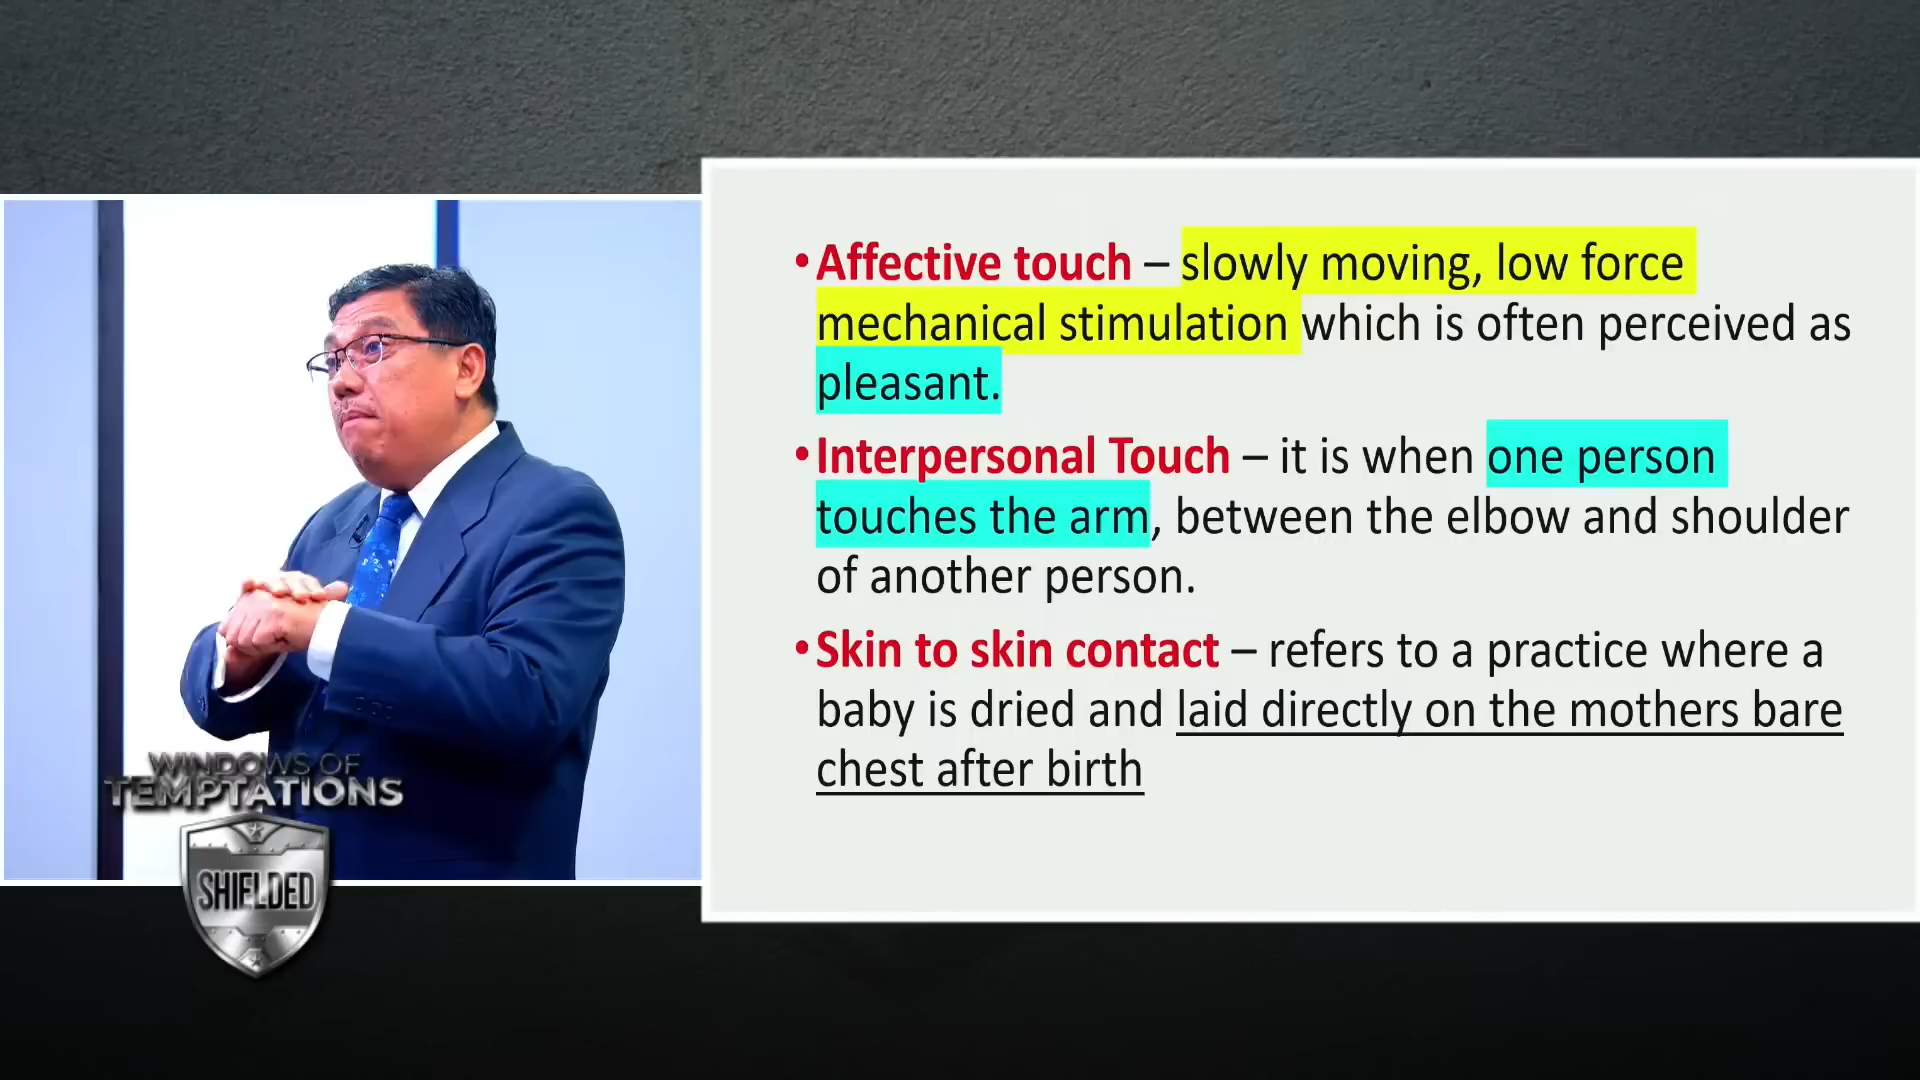 •Affective touch – slowly moving, low force
mechanical stimulation which is often perceived as
pleasant.
•Interpersonal Touch – it is when one person
touches the arm, between the elbow and shoulder
of another person.
•Skin to skin contact – refers to a practice where a
baby is dried and laid directly on the mothers bare
chest after birth
WINDOWS OF
TEMPTATIONS
SHIELDED